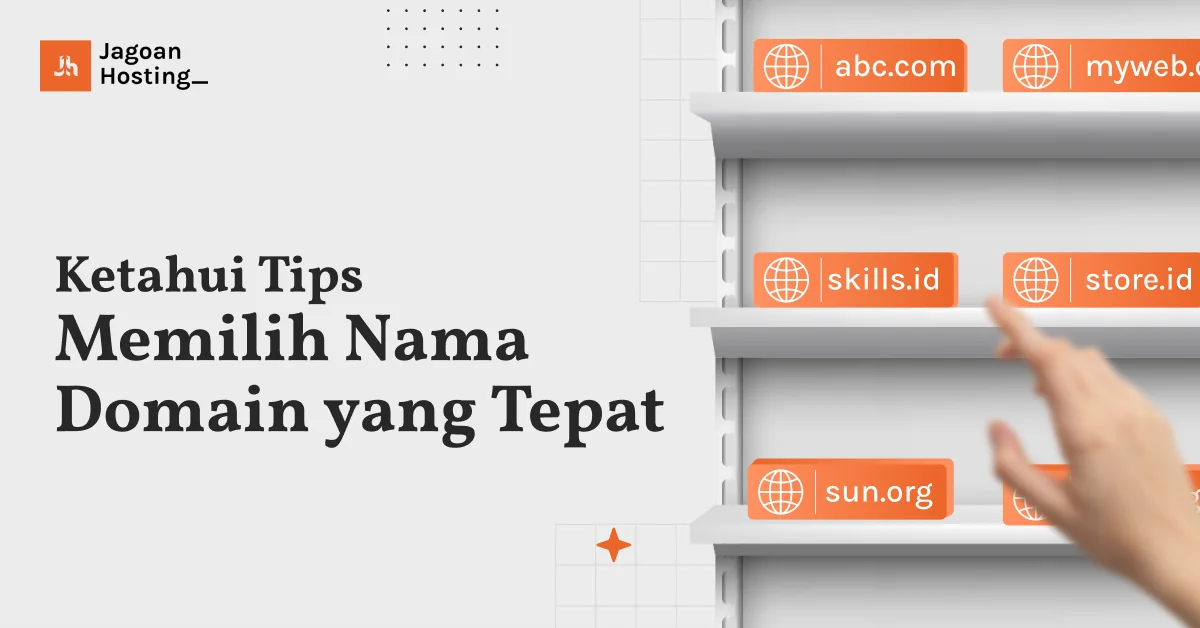 Jagoan
Hosting_
Ketahui Tips
Memilih Nama
Domain yang Tepat
abc.com
skills.id
store.id
sun.org